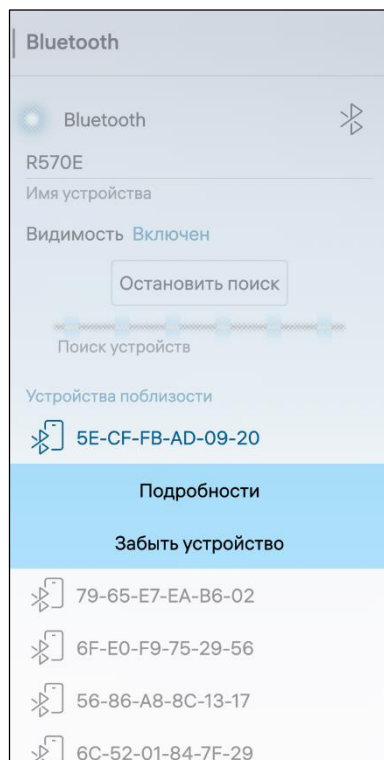 Bluetooth
Bluetooth
R570E
Имя устройства
Видимость Включен
Остановить поиск
Поиск устройств
Устройства поблизости
5E-CF-FB-AD-09-20
Подробности
Забыть устройство
79-65-E7-EA-B6-02
6F-E0-F9-75-29-56
56-86-A8-8C-13-17
6C-52-01-84-7F-29